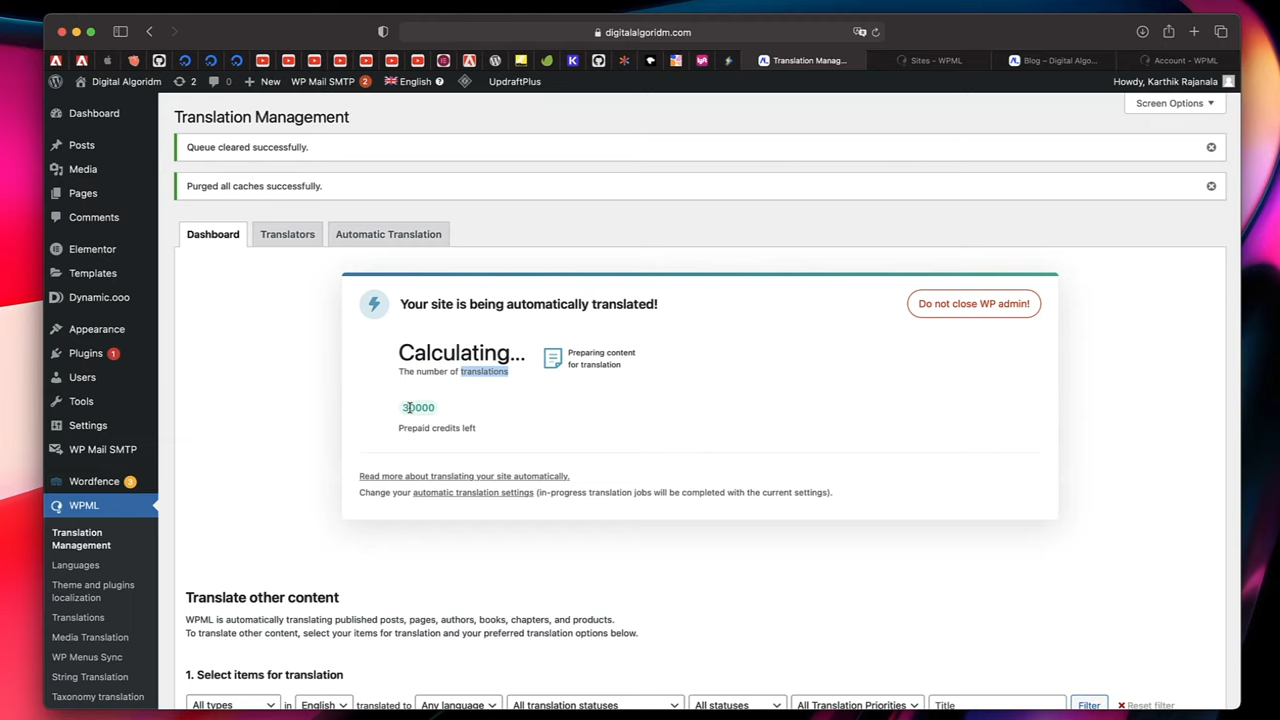 digitalalgoridm.com
Translation Manag...
Sites - WPML
Blog – Digital Algo...
Account - WPML
Digital Algoridm
2
0
New
WP Mail SMTP 2
English
UpdraftPlus
Howdy, Karthik Rajanala
Dashboard
Posts
Media
Pages
Comments
Elementor
Templates
Dynamic.ooo
Appearance
Plugins 1
Users
Tools
Settings
WP Mail SMTP
Wordfence 3
WPML
Translation
Management
Languages
Theme and plugins
localization
Translations
Media Translation
WP Menus Sync
String Translation
Taxonomy translation
Screen Options
Translation Management
Queue cleared successfully.
Purged all caches successfully.
Dashboard
Translators
Automatic Translation
Your site is being automatically translated!
Do not close WP admin!
Calculating...
The number of translations
Preparing content
for translation
30000
Prepaid credits left
Read more about translating your site automatically.
Change your automatic translation settings (in-progress translation jobs will be completed with the current settings).
Translate other content
WPML is automatically translating published posts, pages, authors, books, chapters, and products.
To translate other content, select your items for translation and your preferred translation options below.
1. Select items for translation
All types in English translated to Any language All translation statuses All statuses All Translation Priorities Title Filter Reset filter